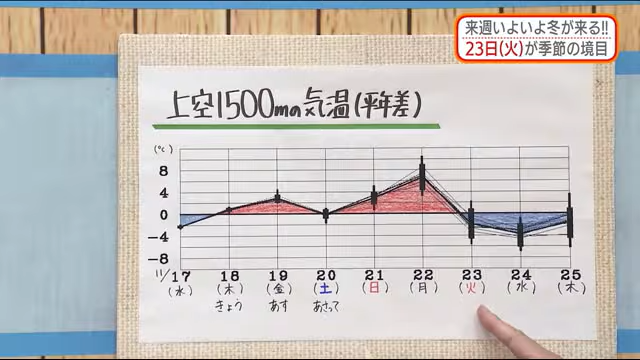 来週いよいよ冬が来る!!
23日(火)が季節の境目
上空1500mの気温(平年差)
(℃)
8
4
0
-4
-8
11/17 18 19 20 21 22 23 24 25
(水) (木) (金) (土) (日) (月) (火) (水) (木)
きょう あす あさって